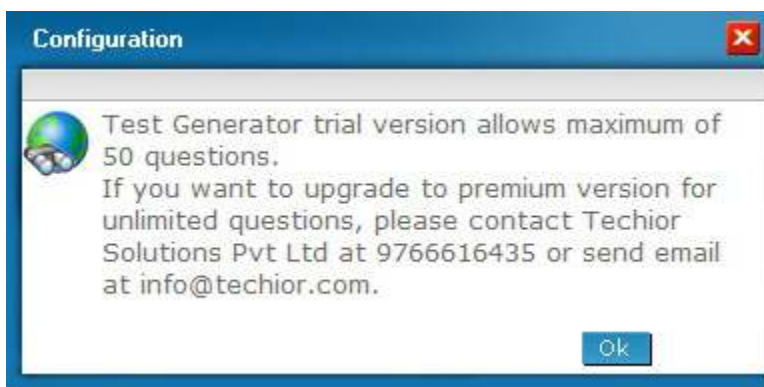 Configuration
Test Generator trial version allows maximum of
50 questions.
If you want to upgrade to premium version for
unlimited questions, please contact Techior
Solutions Pvt Ltd at 9766616435 or send email
at info@techior.com.
Ok